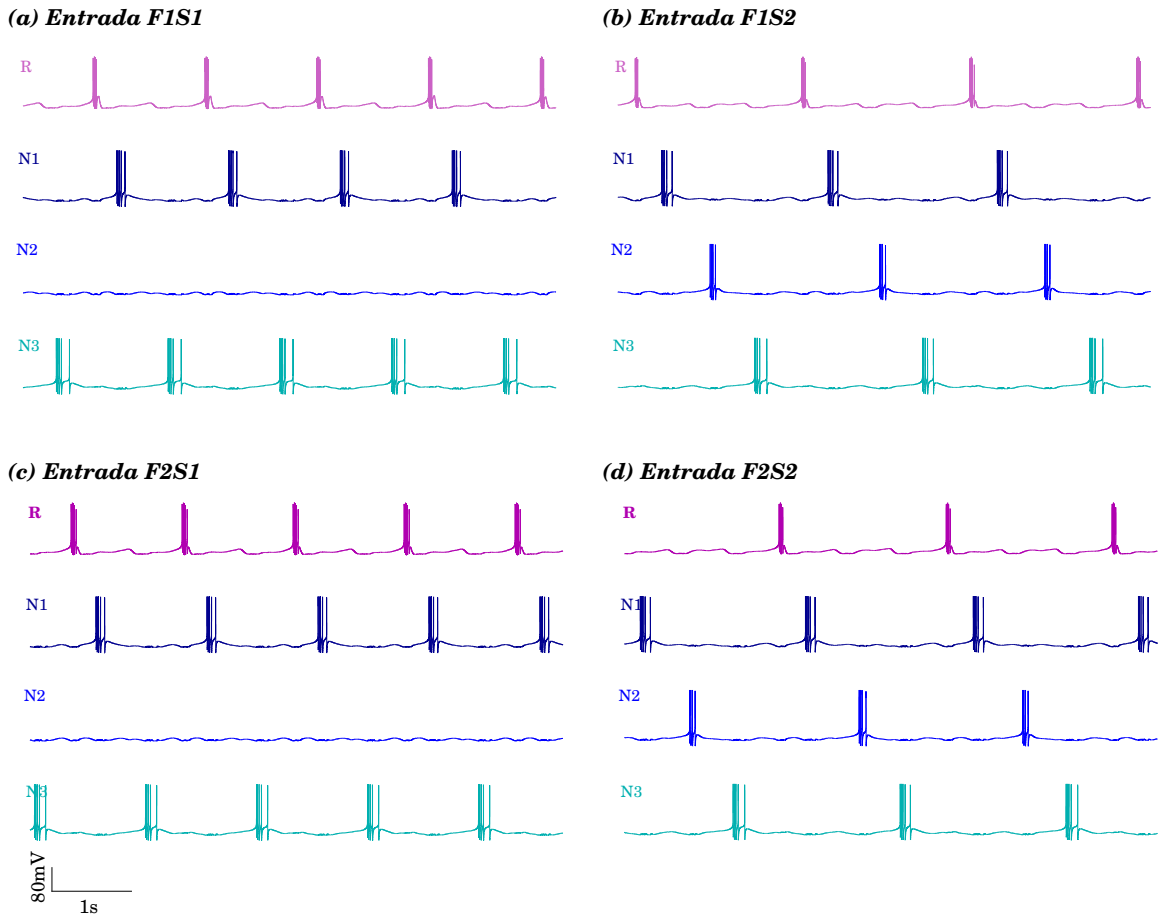 (a) Entrada F1S1
R
N1
N2
N3
(b) Entrada F1S2
R
N1
N2
N3
(c) Entrada F2S1
R
N1
N2
N3
80mV
1s
(d) Entrada F2S2
R
N1
N2
N3